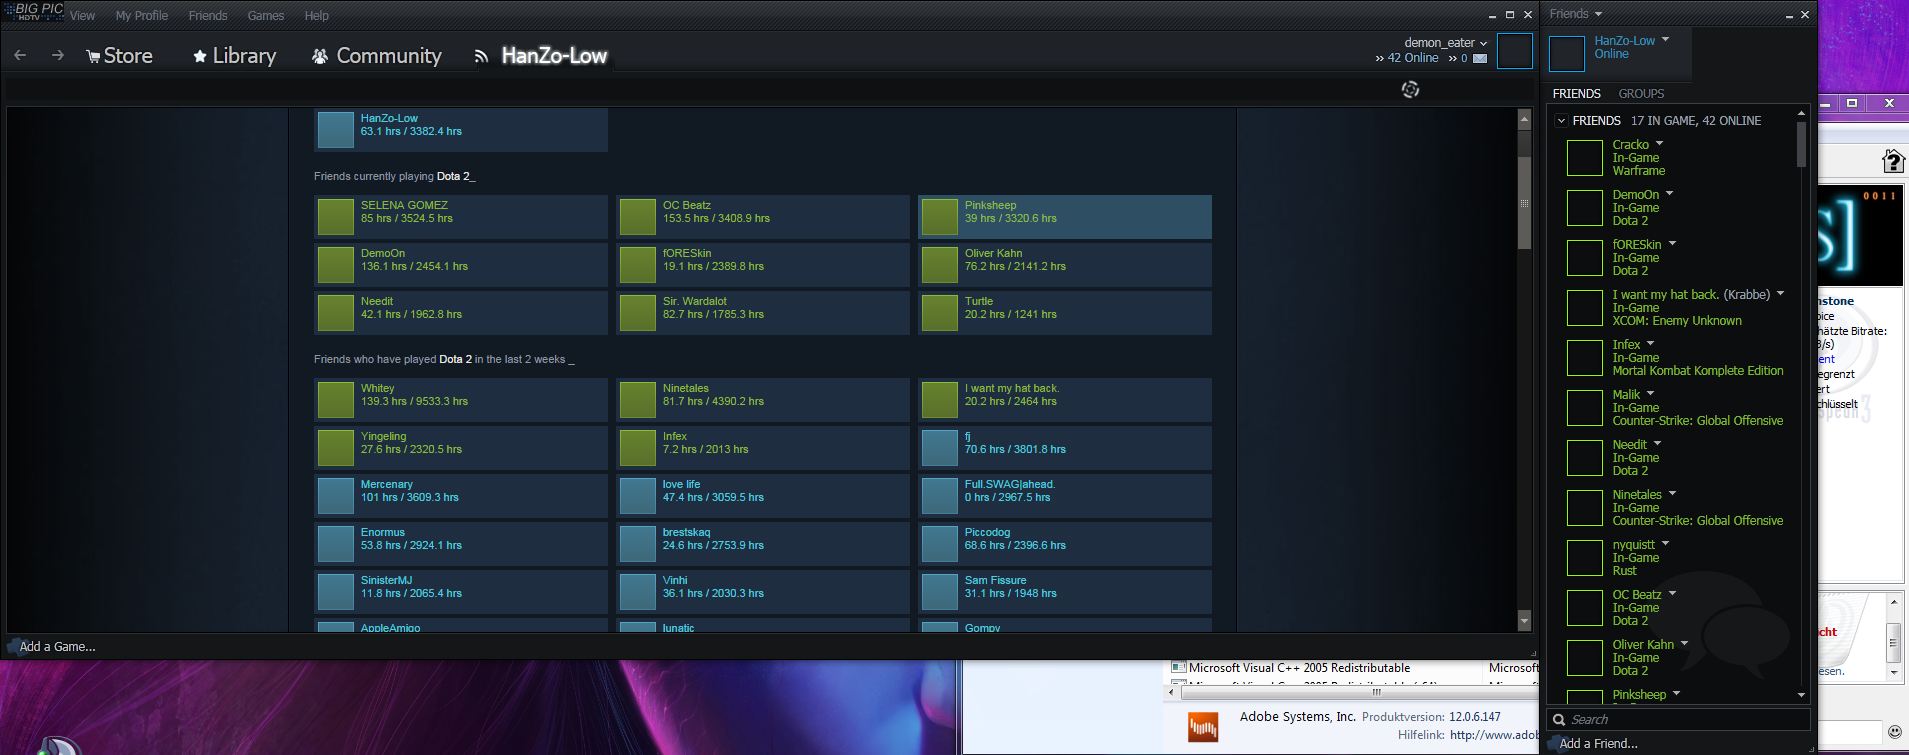 BIG PIC
HDTV
View My Profile Friends Games Help
Store Library Community HanZo-Low
demon_eater
» 42 Online » 0
HanZo-Low
63.1 hrs / 3382.4 hrs
Friends currently playing Dota 2_
SELENA GOMEZ
85 hrs / 3524.5 hrs
OC Beatz
153.5 hrs / 3408.9 hrs
Pinksheep
39 hrs / 3320.6 hrs
DemoOn
136.1 hrs / 2454.1 hrs
fORESkin
19.1 hrs / 2389.8 hrs
Oliver Kahn
76.2 hrs / 2141.2 hrs
Needit
42.1 hrs / 1962.8 hrs
Sir. Wardalot
82.7 hrs / 1785.3 hrs
Turtle
20.2 hrs / 1241 hrs
Friends who have played Dota 2 in the last 2 weeks _
Whitey
139.3 hrs / 9533.3 hrs
Ninetales
81.7 hrs / 4390.2 hrs
I want my hat back.
20.2 hrs / 2464 hrs
Yingeling
27.6 hrs / 2320.5 hrs
Infex
7.2 hrs / 2013 hrs
fj
70.6 hrs / 3801.8 hrs
Mercenary
101 hrs / 3609.3 hrs
love life
47.4 hrs / 3059.5 hrs
Full.SWAG|ahead.
0 hrs / 2967.5 hrs
Enormus
53.8 hrs / 2924.1 hrs
brestskaq
24.6 hrs / 2753.9 hrs
Piccodog
68.6 hrs / 2396.6 hrs
SinisterMJ
11.8 hrs / 2065.4 hrs
Vinhi
36.1 hrs / 2030.3 hrs
Sam Fissure
31.1 hrs / 1948 hrs
AppleAmigo
lunatic
Gompy
Add a Game...
Friends
HanZo-Low
Online
FRIENDS GROUPS
FRIENDS 17 IN GAME, 42 ONLINE
Cracko
In-Game
Warframe
DemoOn
In-Game
Dota 2
fORESkin
In-Game
Dota 2
I want my hat back. (Krabbe)
In-Game
XCOM: Enemy Unknown
Infex
In-Game
Mortal Kombat Komplete Edition
Malik
In-Game
Counter-Strike: Global Offensive
Needit
In-Game
Dota 2
Ninetales
In-Game
Counter-Strike: Global Offensive
nyquistt
In-Game
Rust
OC Beatz
In-Game
Dota 2
Oliver Kahn
In-Game
Dota 2
Pinksheep
Search
Add a Friend...
0011
S]
nstone
oice
hätzte Bitrate:
B/s)
ent
egrenzt
ert
chlüsselt
speak 3
cht
esen.
Microsoft Visual C++ 2005 Redistributable Microsoft
Microsoft Visual C++ 2005 Redistributable (x64) Microsoft
Adobe Systems, Inc. Produktversion: 12.0.6.147
Hilfelink: http://www.adob